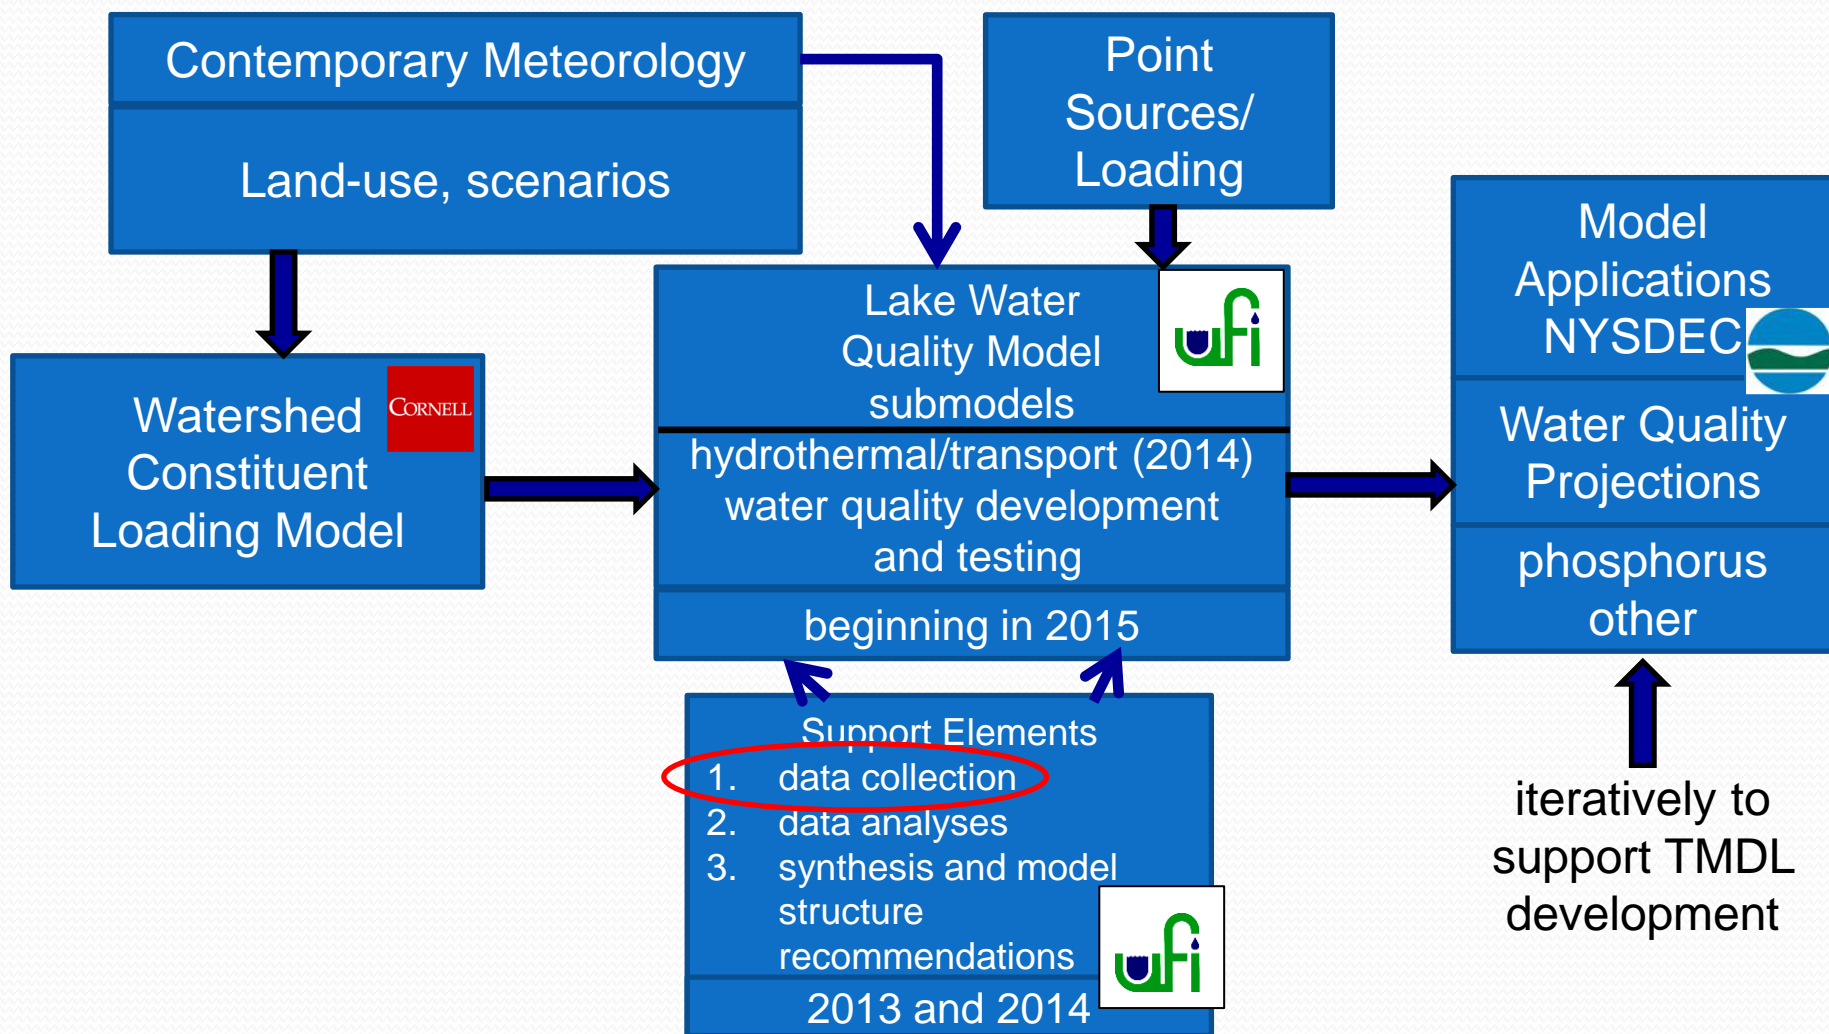 Contemporary Meteorology
Land-use, scenarios
Point
Sources/
Loading
Watershed
Constituent
Loading Model
CORNELL
Lake Water
Quality Model
submodels
ufi
hydrothermal/transport (2014)
water quality development
and testing
beginning in 2015
Model
Applications
NYSDEC
Water Quality
Projections
phosphorus
other
Support Elements
1. data collection
2. data analyses
3. synthesis and model
structure
recommendations
ufi
2013 and 2014
iteratively to
support TMDL
development